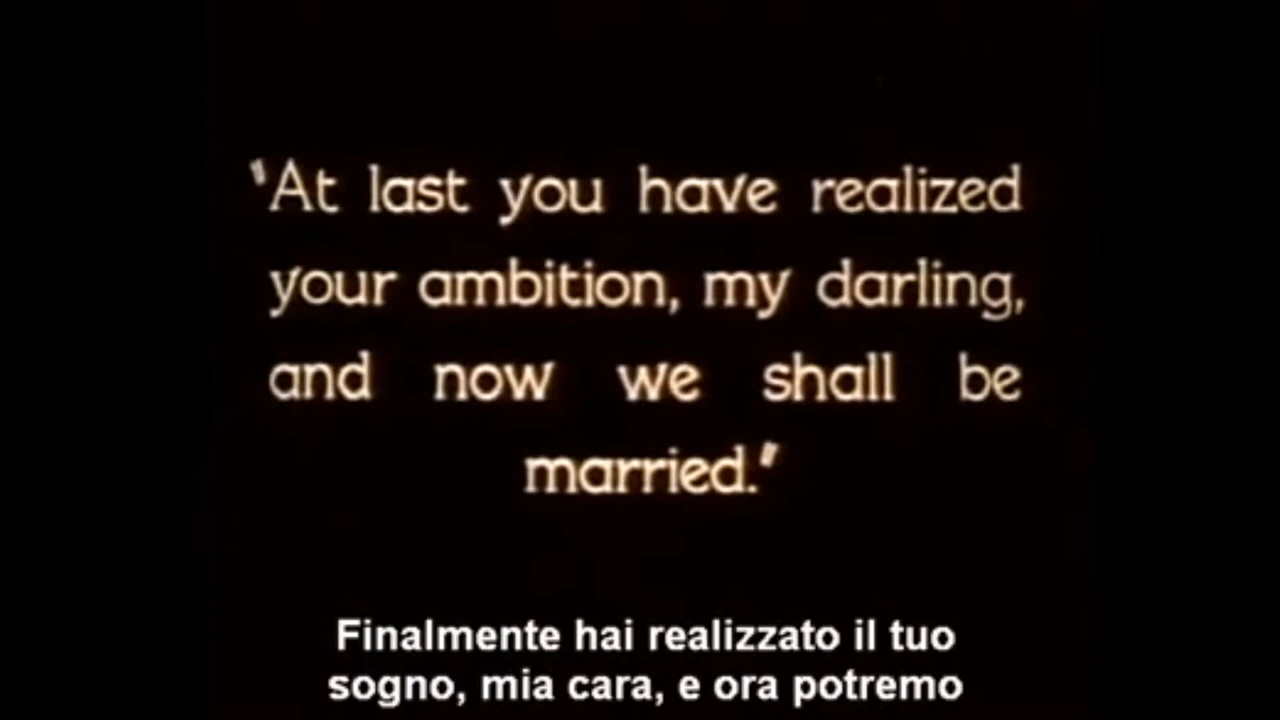 'At last you have realized
your ambition, my darling,
and now we shall be
married.'
Finalmente hai realizzato il tuo
sogno, mia cara, e ora potremo